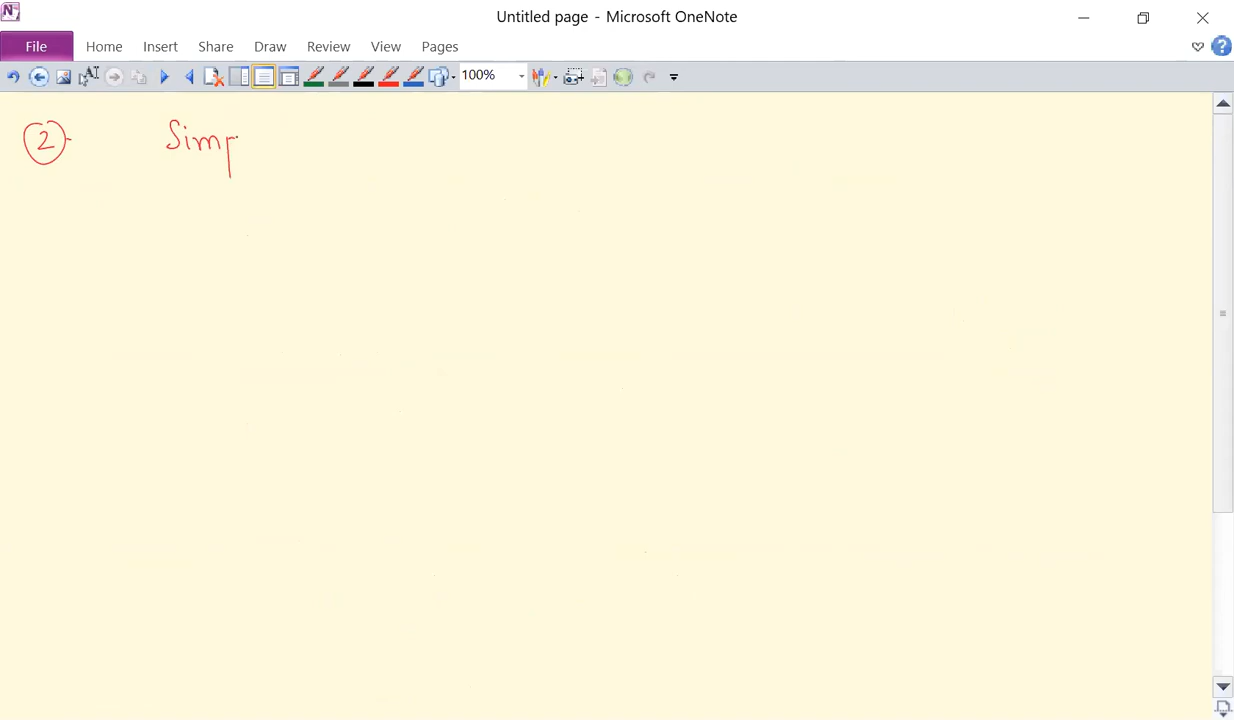 Untitled page - Microsoft OneNote
File Home Insert Share Draw Review View Pages
100%
2 Simp